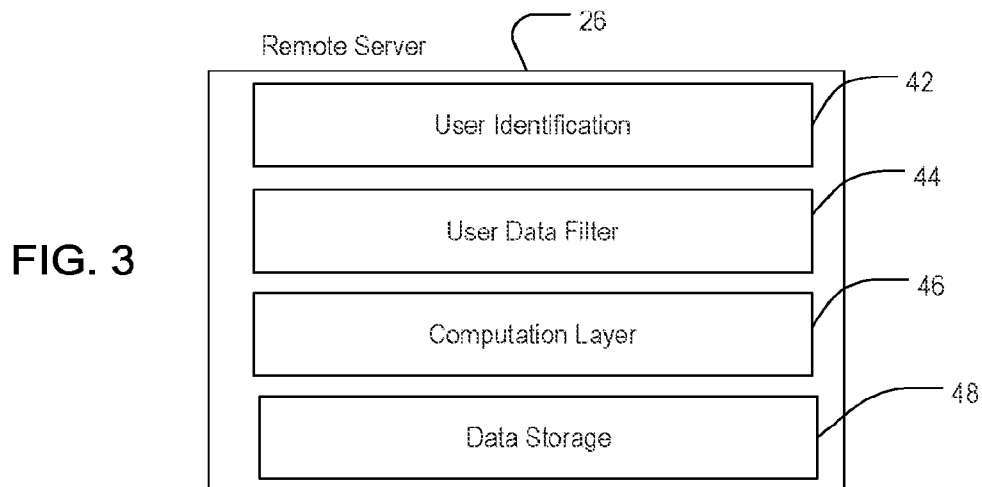 26
Remote Server
42
User Identification
44
User Data Filter
FIG. 3
46
Computation Layer
48
Data Storage